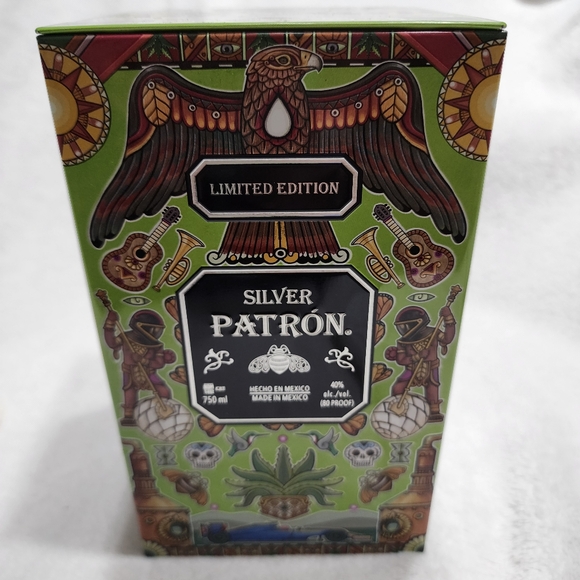 LIMITED EDITION
SILVER
PATRÓN
HECHO EN MEXICO
MADE IN MEXICO
750 ml
40%
alc./vol.
(80 PROOF)